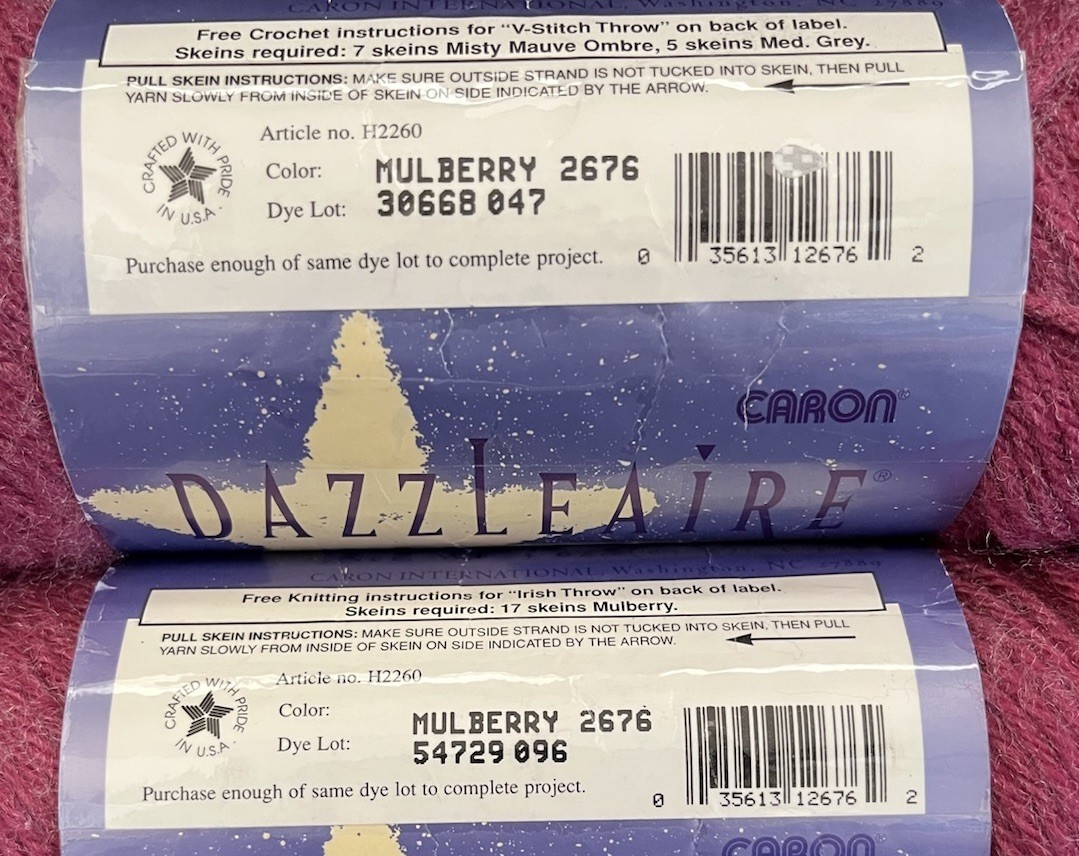 CARON INTERNATIONAL, Washington, NC 27889
Free Crochet instructions for "V-Stitch Throw" on back of label.
Skeins required: 7 skeins Misty Mauve Ombre, 5 skeins Med. Grey.
PULL SKEIN INSTRUCTIONS: MAKE SURE OUTSIDE STRAND IS NOT TUCKED INTO SKEIN, THEN PULL
YARN SLOWLY FROM INSIDE OF SKEIN ON SIDE INDICATED BY THE ARROW.
CRAFTED WITH PRIDE
IN U.S.A.
Article no. H2260
Color: MULBERRY 2676
Dye Lot: 30668 047
Purchase enough of same dye lot to complete project.
0 35613 12676 2
CARON®
DAZZLEAIRE®
CARON INTERNATIONAL, Washington, NC 27889
Free Knitting instructions for "Irish Throw" on back of label.
Skeins required: 17 skeins Mulberry.
PULL SKEIN INSTRUCTIONS: MAKE SURE OUTSIDE STRAND IS NOT TUCKED INTO SKEIN, THEN PULL
YARN SLOWLY FROM INSIDE OF SKEIN ON SIDE INDICATED BY THE ARROW.
CRAFTED WITH PRIDE
IN U.S.A.
Article no. H2260
Color: MULBERRY 2676
Dye Lot: 54729 096
Purchase enough of same dye lot to complete project.
0 35613 12676 2
CARON®